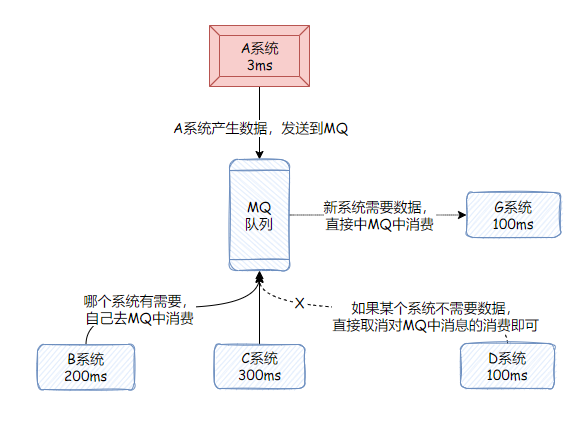 A系统
3ms
A系统产生数据，发送到MQ
MQ
队列
新系统需要数据，
直接中MQ中消费
G系统
100ms
哪个系统有需要，
自己去MQ中消费
X
如果某个系统不需要数据，
直接取消对MQ中消息的消费即可
B系统
200ms
C系统
300ms
D系统
100ms